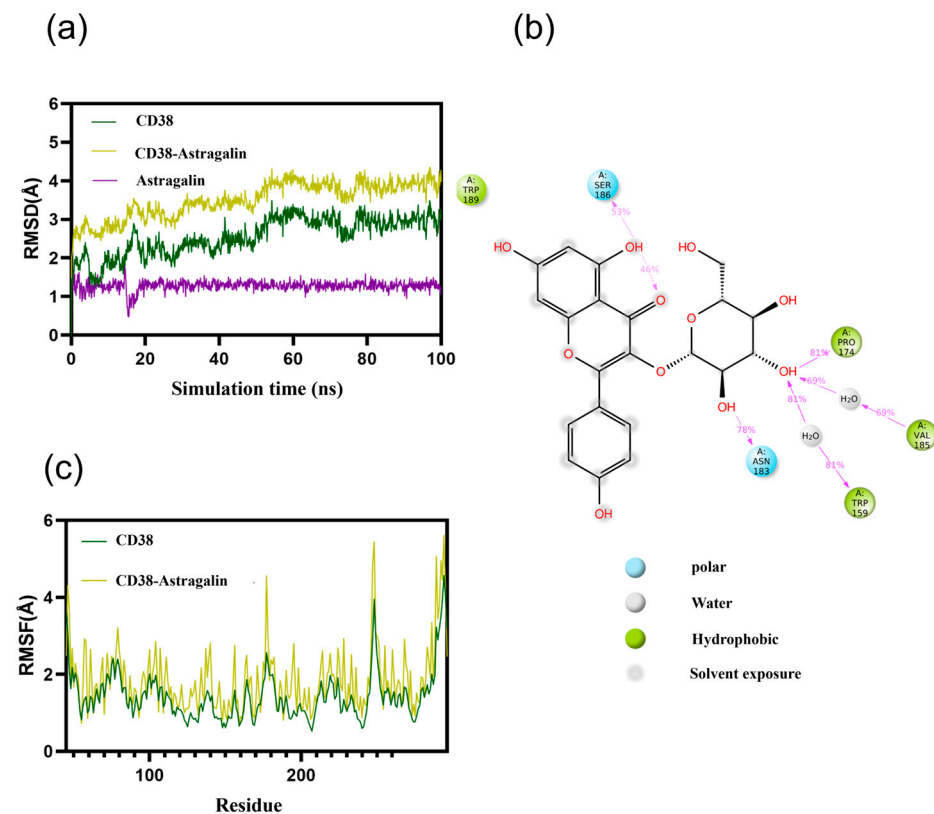 (a)
6
5
4
3
2
1
0
RMSD(Å)
CD38
CD38-Astragalin
Astragalin
0
20
40
60
80
100
Simulation time (ns)
(b)
A:
TRP
189
A:
SER
186
53%
46%
HO
OH
O
O
HO
O
OH
O
OH
OH
OH
81%
A:
PRO
174
69%
H₂O
69%
A:
VAL
185
81%
H₂O
81%
A:
TRP
159
78%
A:
ASN
183
polar
Water
Hydrophobic
Solvent exposure
(c)
6
4
2
0
RMSF(Å)
CD38
CD38-Astragalin
100
200
Residue